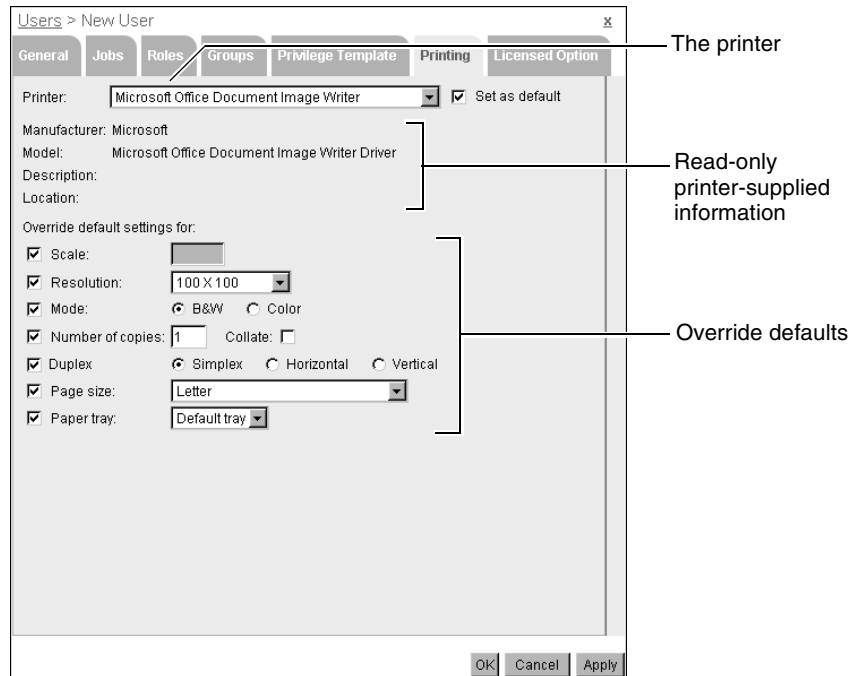 Users > New User x
General Jobs Roles Groups Privilege Template Printing Licensed Option
The printer
Printer: Microsoft Office Document Image Writer Set as default
Manufacturer: Microsoft
Model: Microsoft Office Document Image Writer Driver
Description:
Location:
Read-only
printer-supplied
information
Override default settings for:
Scale:
Resolution: 100 X 100
Mode: B&W Color
Number of copies: 1 Collate:
Duplex Simplex Horizontal Vertical
Page size: Letter
Paper tray: Default tray
Override defaults
OK Cancel Apply